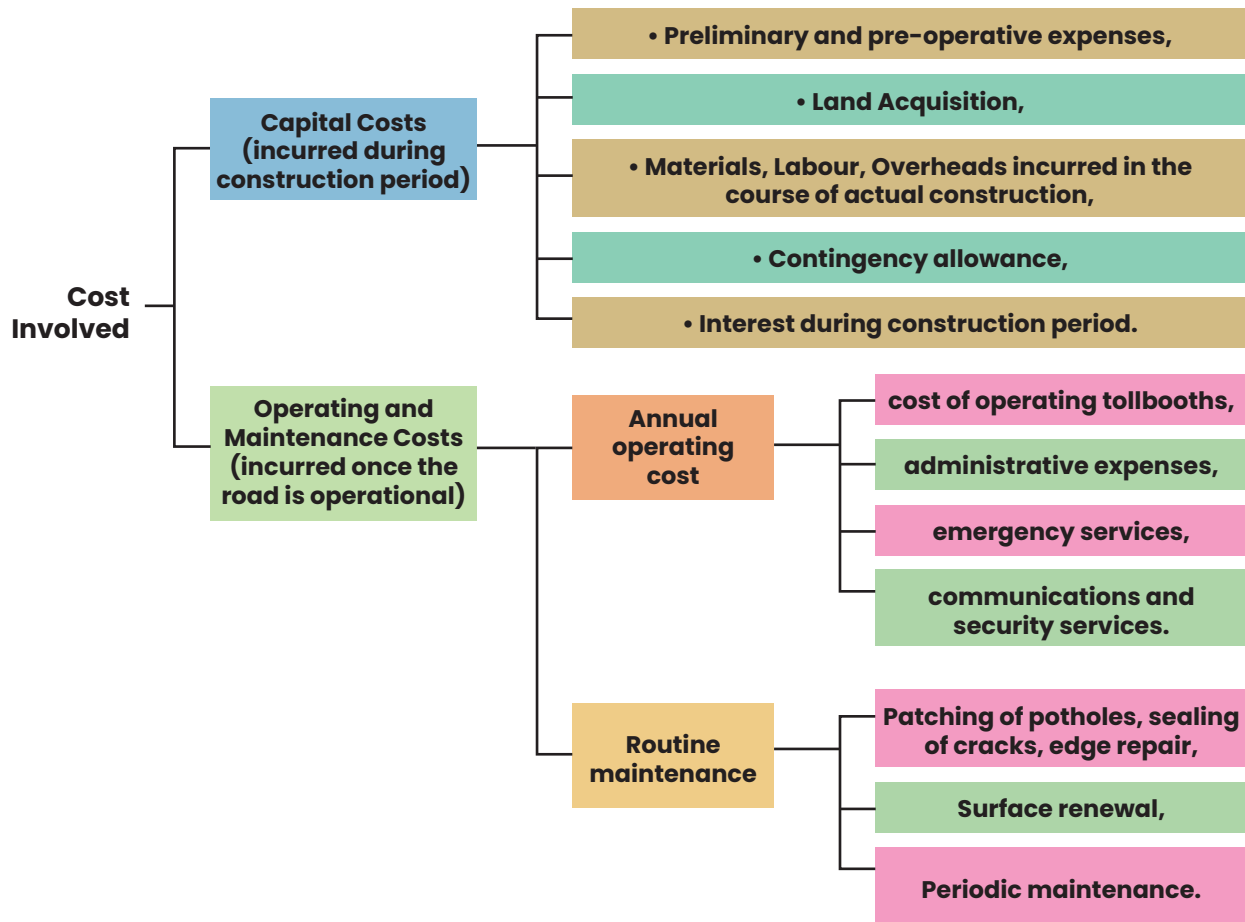 Cost
Involved
Capital Costs
(incurred during
construction period)
• Preliminary and pre-operative expenses,
• Land Acquisition,
• Materials, Labour, Overheads incurred in the
course of actual construction,
• Contingency allowance,
• Interest during construction period.
Operating and
Maintenance Costs
(incurred once the
road is operational)
Annual
operating
cost
cost of operating tollbooths,
administrative expenses,
emergency services,
communications and
security services.
Routine
maintenance
Patching of potholes, sealing
of cracks, edge repair,
Surface renewal,
Periodic maintenance.